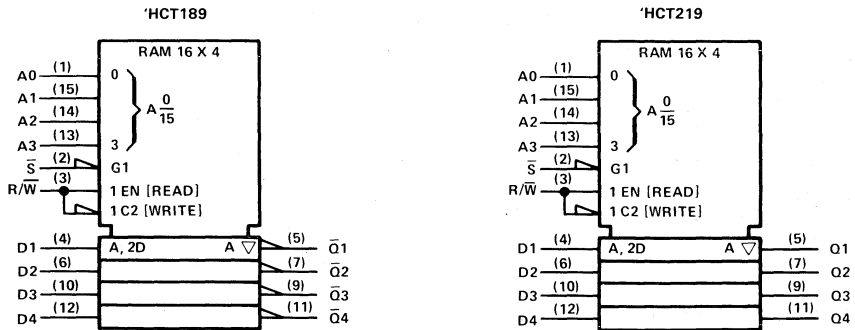 'HCT189
RAM 16 X 4
A0 (1) 0
A1 (15)
A2 (14)
A 0/15
A3 (13) 3
S̅ (2) G1
R/W̅ (3) 1 EN [READ]
1 C2 [WRITE]
D1 (4) A, 2D A ▽ (5) Q̅1
D2 (6) (7) Q̅2
D3 (10) (9) Q̅3
D4 (12) (11) Q̅4
'HCT219
RAM 16 X 4
A0 (1) 0
A1 (15)
A2 (14)
A 0/15
A3 (13) 3
S̅ (2) G1
R/W̅ (3) 1 EN [READ]
1 C2 [WRITE]
D1 (4) A, 2D A ▽ (5) Q1
D2 (6) (7) Q2
D3 (10) (9) Q3
D4 (12) (11) Q4